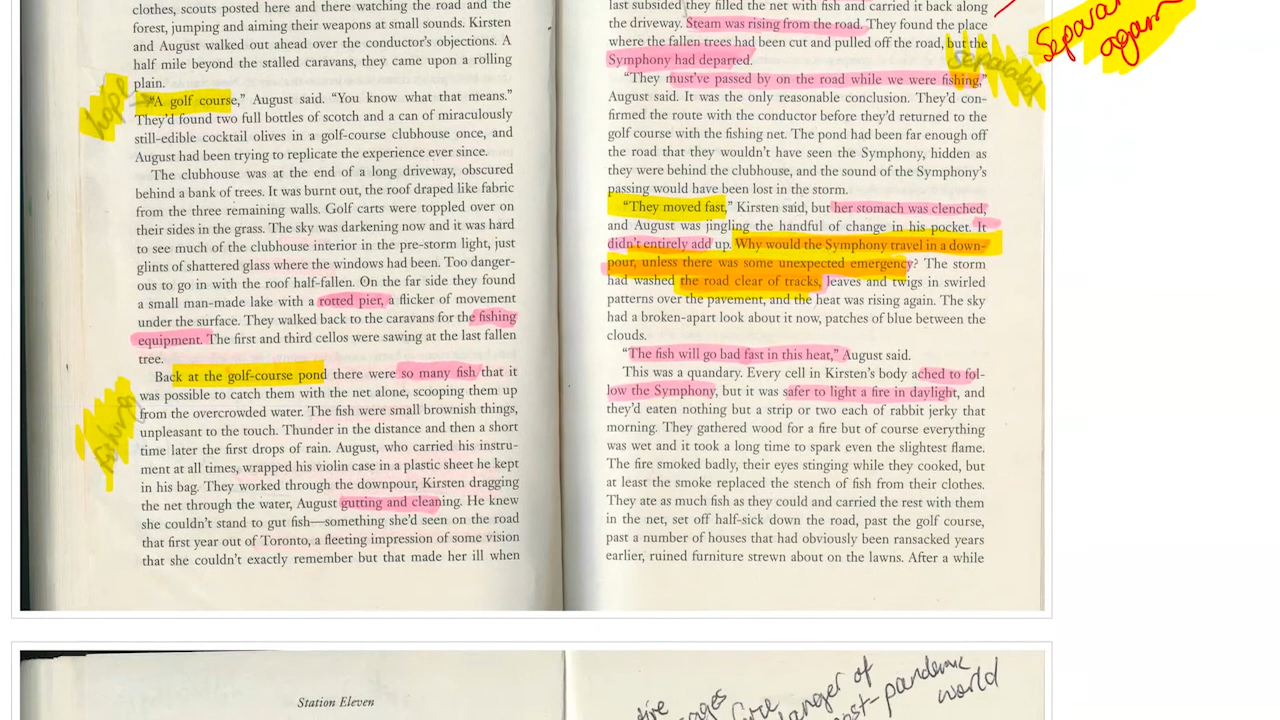 clothes, scouts posted here and there watching the road and the
forest, jumping and aiming their weapons at small sounds. Kirsten
and August walked out ahead over the conductor's objections. A
half mile beyond the stalled caravans, they came upon a rolling
plain.
hope
"A golf course," August said. "You know what that means."
They'd found two full bottles of scotch and a can of miraculously
still-edible cocktail olives in a golf-course clubhouse once, and
August had been trying to replicate the experience ever since.
The clubhouse was at the end of a long driveway, obscured
behind a bank of trees. It was burnt out, the roof draped like fabric
from the three remaining walls. Golf carts were toppled over on
their sides in the grass. The sky was darkening now and it was hard
to see much of the clubhouse interior in the pre-storm light, just
glints of shattered glass where the windows had been. Too danger-
ous to go in with the roof half-fallen. On the far side they found
a small man-made lake with a rotted pier, a flicker of movement
under the surface. They walked back to the caravans for the fishing
equipment. The first and third cellos were sawing at the last fallen
tree.
Back at the golf-course pond there were so many fish that it
was possible to catch them with the net alone, scooping them up
from the overcrowded water. The fish were small brownish things,
unpleasant to the touch. Thunder in the distance and then a short
time later the first drops of rain. August, who carried his instru-
ment at all times, wrapped his violin case in a plastic sheet he kept
in his bag. They worked through the downpour, Kirsten dragging
the net through the water, August gutting and cleaning. He knew
she couldn't stand to gut fish—something she'd seen on the road
that first year out of Toronto, a fleeting impression of some vision
that she couldn't exactly remember but that made her ill when
fishing
last subsided they filled the net with fish and carried it back along
the driveway. Steam was rising from the road. They found the place
where the fallen trees had been cut and pulled off the road, but the
Symphony had departed.
"They must've passed by on the road while we were fishing,"
August said. It was the only reasonable conclusion. They'd con-
firmed the route with the conductor before they'd returned to the
golf course with the fishing net. The pond had been far enough off
the road that they wouldn't have seen the Symphony, hidden as
they were behind the clubhouse, and the sound of the Symphony's
passing would have been lost in the storm.
"They moved fast," Kirsten said, but her stomach was clenched,
and August was jingling the handful of change in his pocket. It
didn't entirely add up. Why would the Symphony travel in a down-
pour, unless there was some unexpected emergency? The storm
had washed the road clear of tracks, leaves and twigs in swirled
patterns over the pavement, and the heat was rising again. The sky
had a broken-apart look about it now, patches of blue between the
clouds.
"The fish will go bad fast in this heat," August said.
This was a quandary. Every cell in Kirsten's body ached to fol-
low the Symphony, but it was safer to light a fire in daylight, and
they'd eaten nothing but a strip or two each of rabbit jerky that
morning. They gathered wood for a fire but of course everything
was wet and it took a long time to spark even the slightest flame.
The fire smoked badly, their eyes stinging while they cooked, but
at least the smoke replaced the stench of fish from their clothes.
They ate as much fish as they could and carried the rest with them
in the net, set off half-sick down the road, past the golf course,
past a number of houses that had obviously been ransacked years
earlier, ruined furniture strewn about on the lawns. After a while
separated
again
Station Eleven
danger of
post-pandemic
world